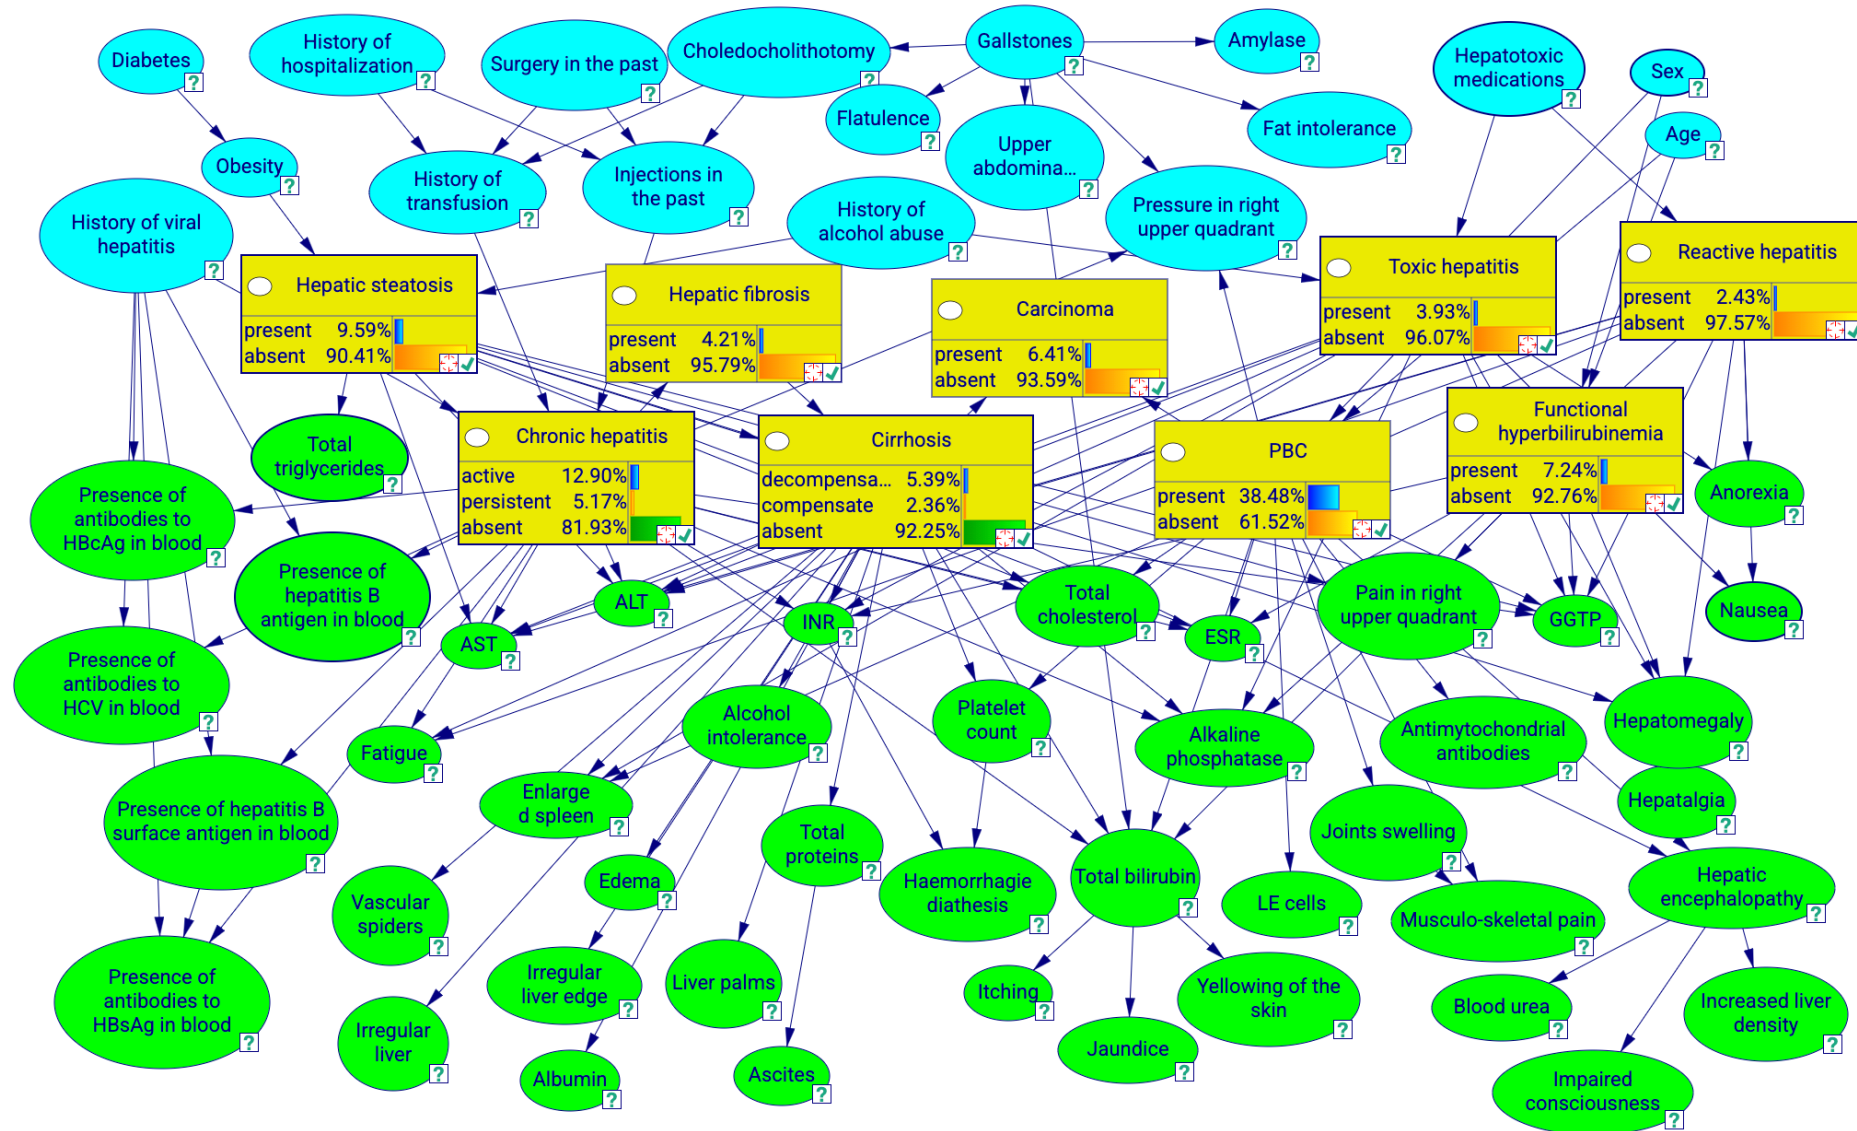 Diabetes
?
History of
hospitalization
?
Surgery in the past
?
Choledocholithotomy
?
Gallstones
?
Amylase
?
Hepatotoxic
medications
?
Sex
?
Flatulence
?
Upper
abdomina...
?
Fat intolerance
?
Age
?
Obesity
?
History of
transfusion
?
Injections in
the past
?
History of
alcohol abuse
?
Pressure in right
upper quadrant
?
History of viral
hepatitis
?
Hepatic steatosis
present 9.59%
absent 90.41%
Hepatic fibrosis
present 4.21%
absent 95.79%
Carcinoma
present 6.41%
absent 93.59%
Toxic hepatitis
present 3.93%
absent 96.07%
Reactive hepatitis
present 2.43%
absent 97.57%
Total
triglycerides
?
Chronic hepatitis
active 12.90%
persistent 5.17%
absent 81.93%
Cirrhosis
decompensa... 5.39%
compensate 2.36%
absent 92.25%
PBC
present 38.48%
absent 61.52%
Functional
hyperbilirubinemia
present 7.24%
absent 92.76%
Anorexia
?
Presence of
antibodies to
HBcAg in blood
?
Presence of
hepatitis B
antigen in blood
?
AST
?
ALT
?
INR
?
Total
cholesterol
?
ESR
?
Pain in right
upper quadrant
?
GGTP
?
Nausea
?
Presence of
antibodies to
HCV in blood
?
Fatigue
?
Alcohol
intolerance
?
Platelet
count
?
Alkaline
phosphatase
?
Antimytochondrial
antibodies
?
Hepatomegaly
?
Presence of hepatitis B
surface antigen in blood
?
Enlarge
d spleen
?
Total
proteins
?
Joints swelling
?
Hepatalgia
?
Vascular
spiders
?
Edema
?
Haemorrhagie
diathesis
?
Total bilirubin
?
LE cells
?
Musculo-skeletal pain
?
Hepatic
encephalopathy
?
Presence of
antibodies to
HBsAg in blood
?
Irregular
liver
?
Irregular
liver edge
?
Liver palms
?
Itching
?
Yellowing of the
skin
?
Blood urea
?
Increased liver
density
?
Albumin
?
Ascites
?
Jaundice
?
Impaired
consciousness
?